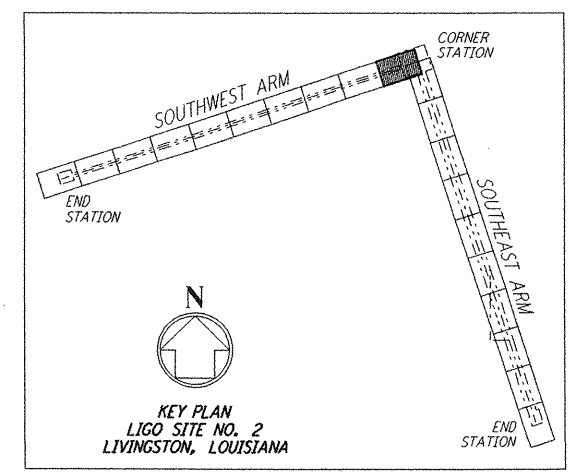 CORNER
STATION
SOUTHWEST ARM
END
STATION
SOUTHEAST ARM
N
KEY PLAN
LIGO SITE NO. 2
LIVINGSTON, LOUISIANA
END
STATION